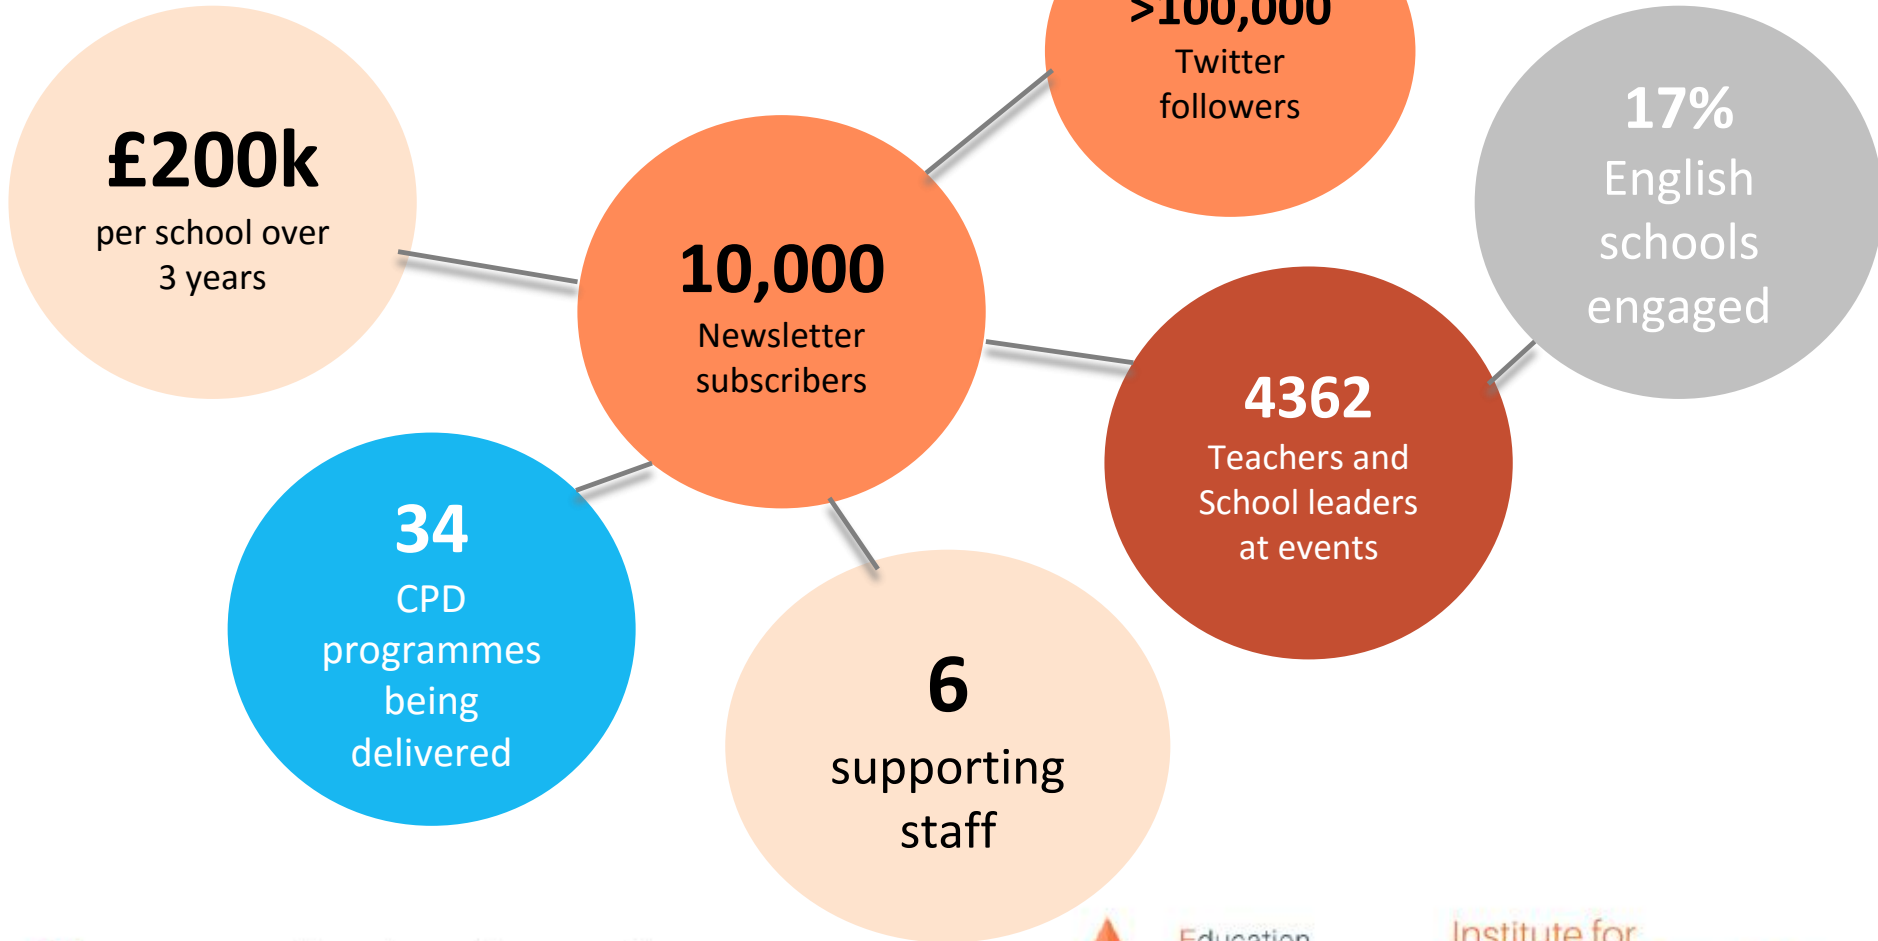 >100,000
Twitter
followers
£200k
per school over
3 years
17%
English
schools
engaged
10,000
Newsletter
subscribers
4362
Teachers and
School leaders
at events
34
CPD
programmes
being
delivered
6
supporting
staff
Education
Institute for